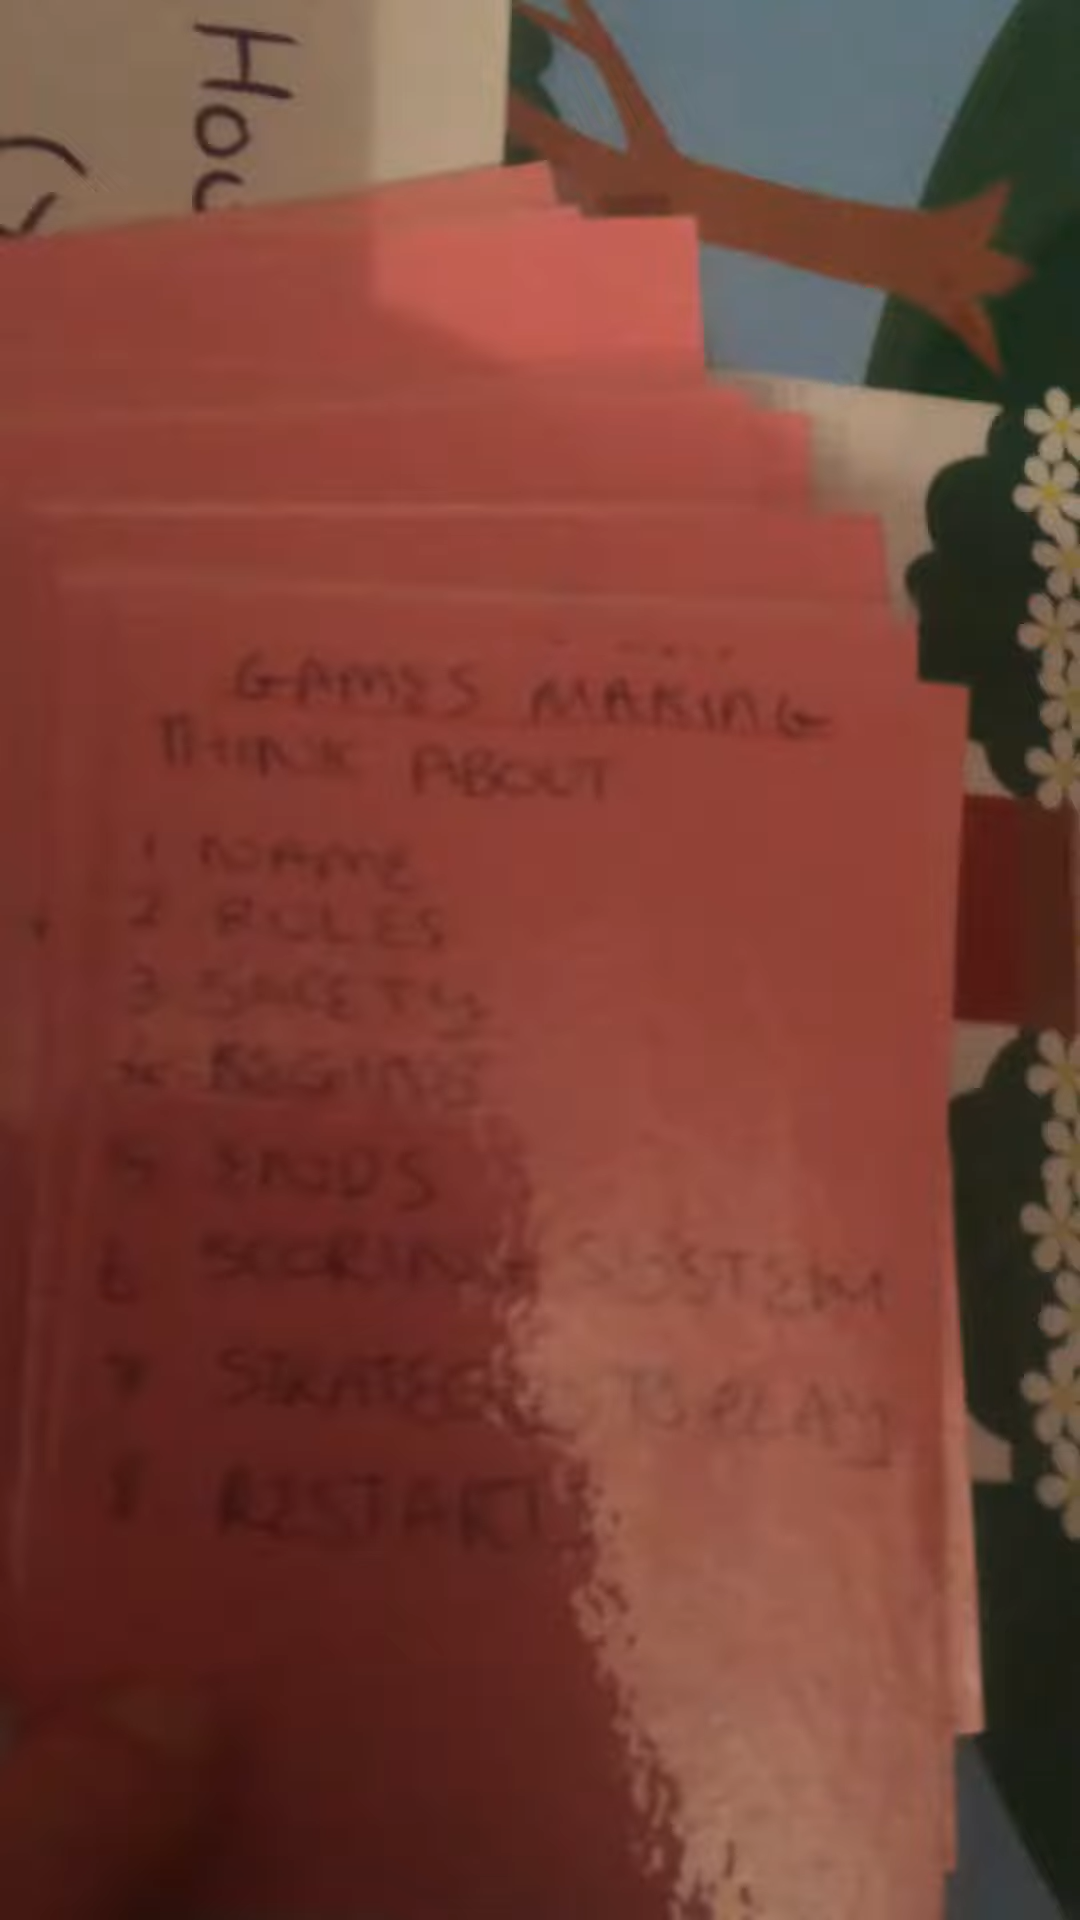 How
GAMES MAKING
THINK ABOUT
1 NAME
2 RULES
3 SAFETY
4 BEGINS
5 ENDS
6 SCORING SYSTEM
7 TO PLAY
8 RESTART